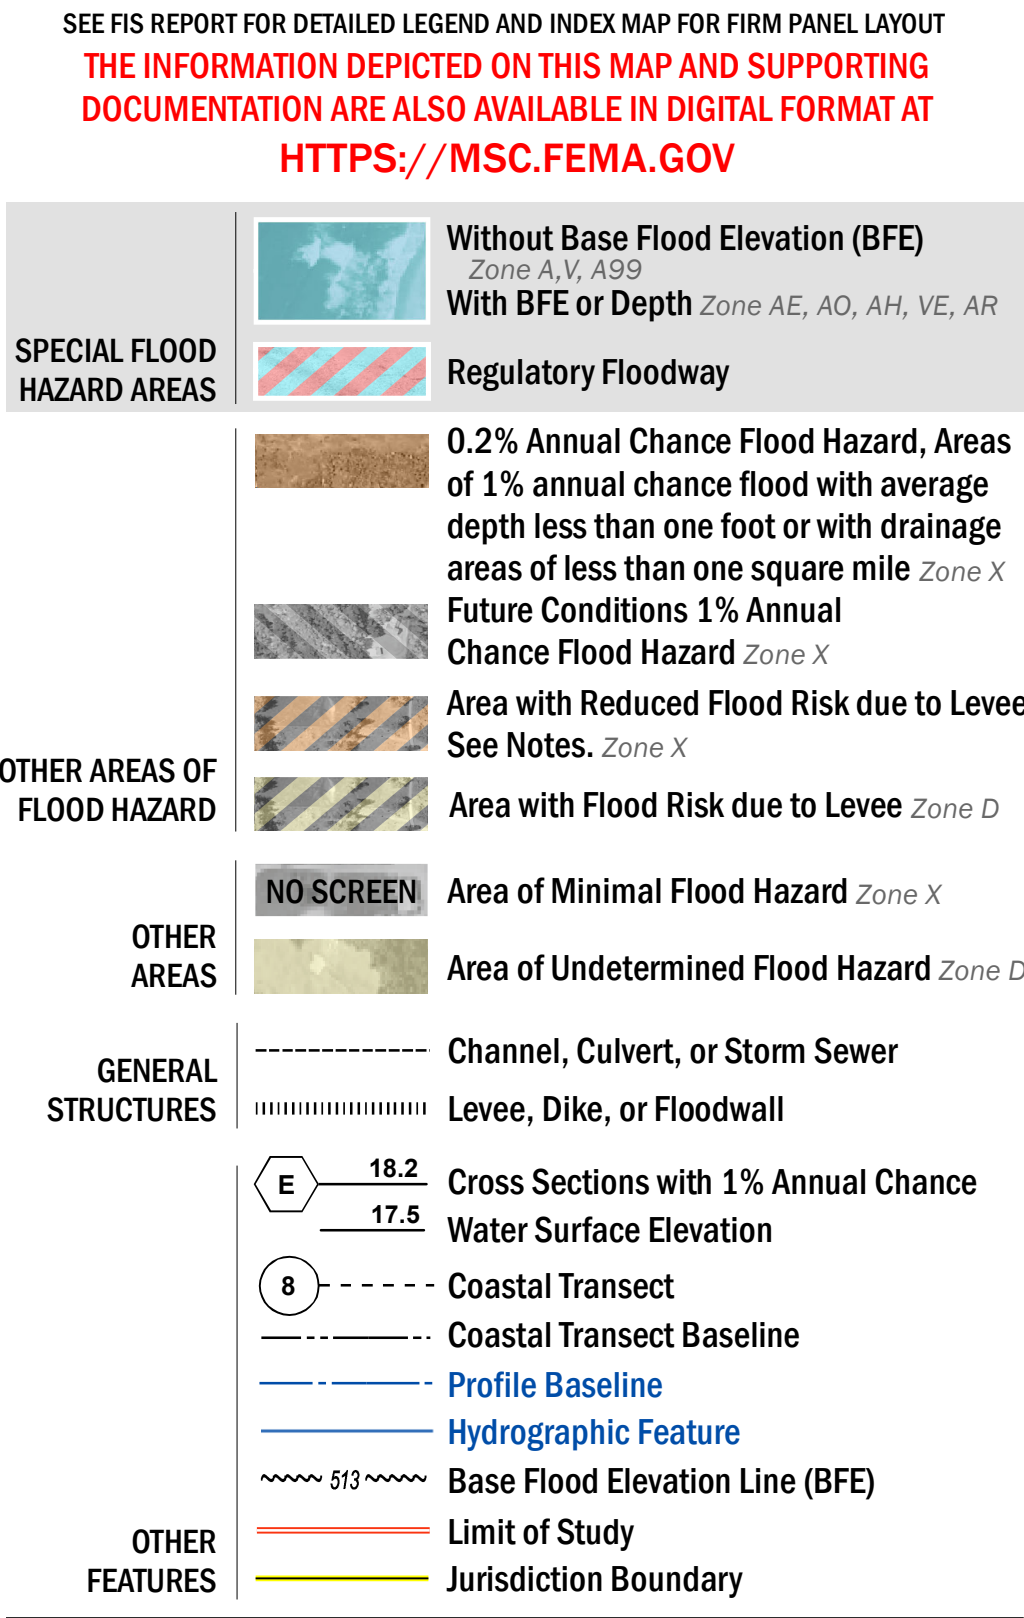 SEE FIS REPORT FOR DETAILED LEGEND AND INDEX MAP FOR FIRM PANEL LAYOUT
THE INFORMATION DEPICTED ON THIS MAP AND SUPPORTING
DOCUMENTATION ARE ALSO AVAILABLE IN DIGITAL FORMAT AT
HTTPS://MSC.FEMA.GOV
SPECIAL FLOOD
HAZARD AREAS
Without Base Flood Elevation (BFE)
Zone A,V, A99
With BFE or Depth Zone AE, AO, AH, VE, AR
Regulatory Floodway
OTHER AREAS OF
FLOOD HAZARD
0.2% Annual Chance Flood Hazard, Areas
of 1% annual chance flood with average
depth less than one foot or with drainage
areas of less than one square mile Zone X
Future Conditions 1% Annual
Chance Flood Hazard Zone X
Area with Reduced Flood Risk due to Levee
See Notes. Zone X
Area with Flood Risk due to Levee Zone D
OTHER
AREAS
NO SCREEN Area of Minimal Flood Hazard Zone X
Area of Undetermined Flood Hazard Zone D
GENERAL
STRUCTURES
Channel, Culvert, or Storm Sewer
Levee, Dike, or Floodwall
OTHER
FEATURES
E 18.2 Cross Sections with 1% Annual Chance
17.5 Water Surface Elevation
8 Coastal Transect
Coastal Transect Baseline
Profile Baseline
Hydrographic Feature
513 Base Flood Elevation Line (BFE)
Limit of Study
Jurisdiction Boundary